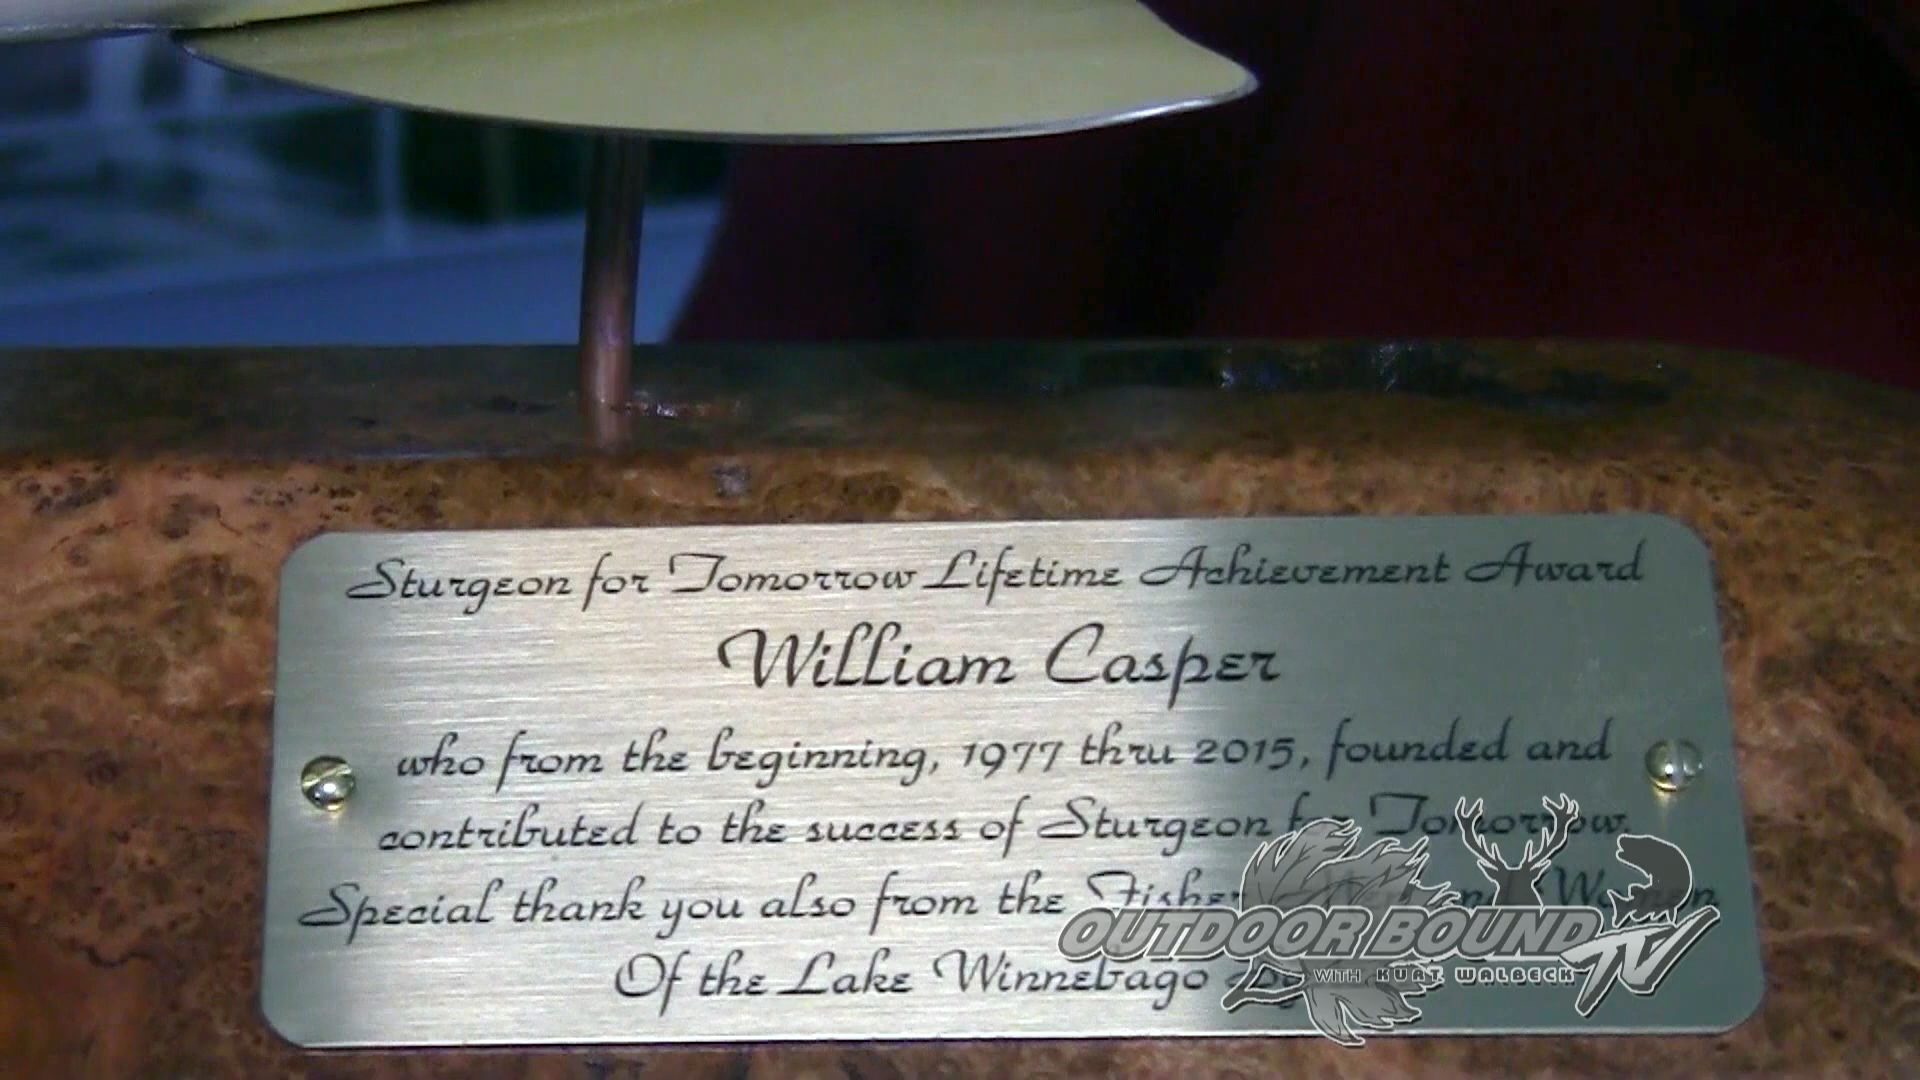 Sturgeon for Tomorrow Lifetime Achievement Award
William Casper
who from the beginning, 1977 thru 2015, founded and
contributed to the success of Sturgeon for Tomorrow.
Special thank you also from the Women
Of the Lake Winnebago
OUTDOOR BOUND TV
WITH KURT WALBECK